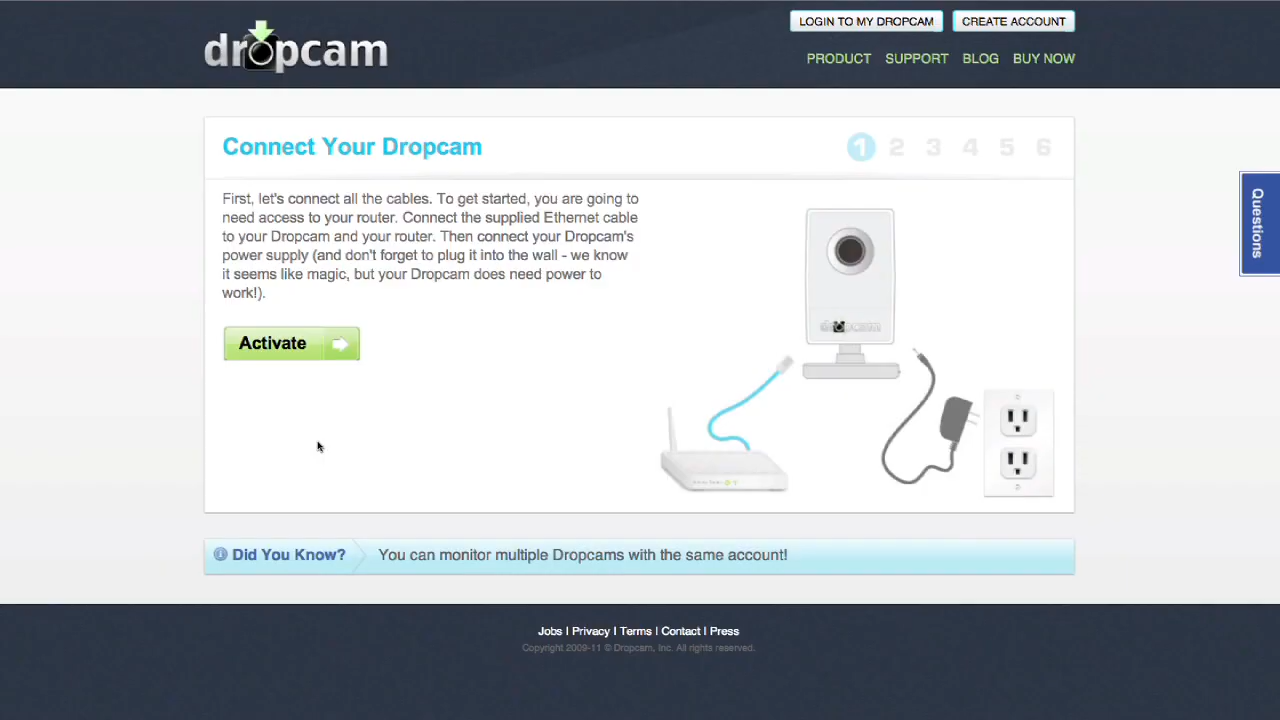 dropcam
LOGIN TO MY DROPCAM
CREATE ACCOUNT
PRODUCT SUPPORT BLOG BUY NOW
Connect Your Dropcam
1 2 3 4 5 6
First, let's connect all the cables. To get started, you are going to
need access to your router. Connect the supplied Ethernet cable
to your Dropcam and your router. Then connect your Dropcam's
power supply (and don't forget to plug it into the wall - we know
it seems like magic, but your Dropcam does need power to
work!).
Activate
Questions
Did You Know?
You can monitor multiple Dropcams with the same account!
Jobs | Privacy | Terms | Contact | Press
Copyright 2009-11 © Dropcam, Inc. All rights reserved.